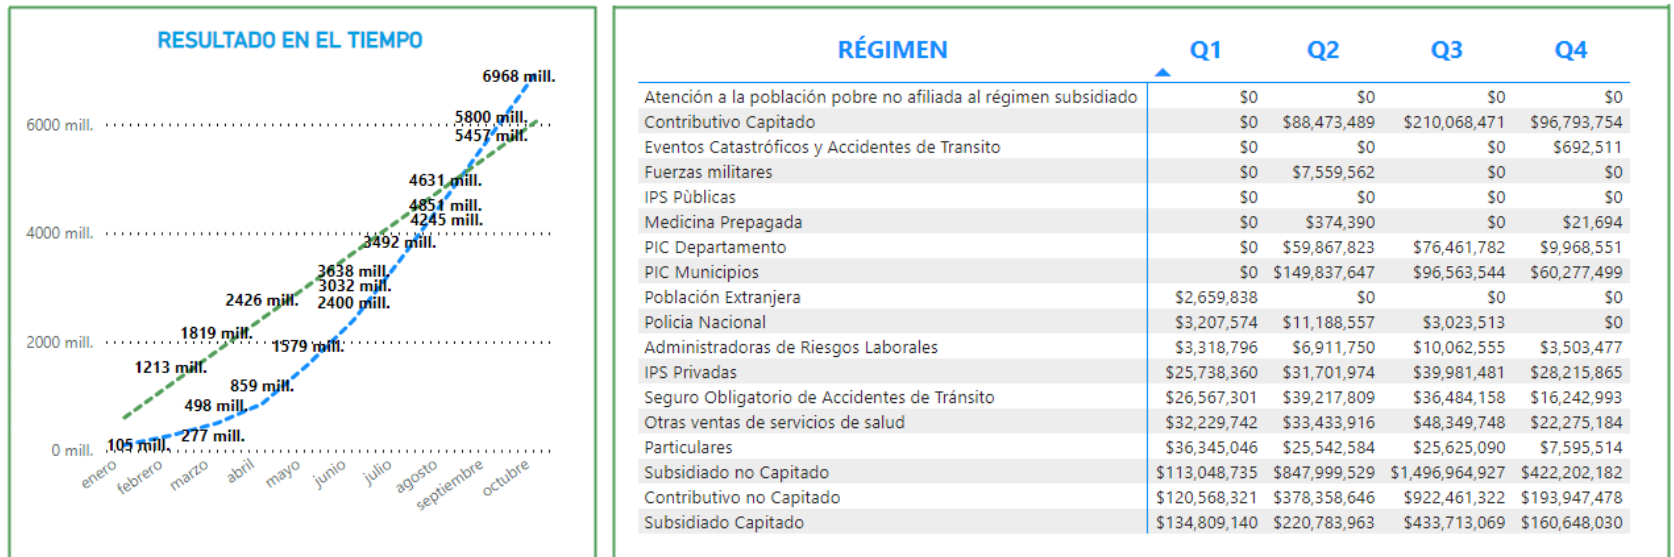 RESULTADO EN EL TIEMPO
6968 mill.
5800 mill.
6000 mill.
5457 mill.
4631 mill.
4851 mill.
4245 mill.
4000 mill.
3492 mill.
3638 mill.
3032 mill.
2426 mill.
2400 mill.
1819 mill.
2000 mill.
1579 mill.
1213 mill.
859 mill.
498 mill.
277 mill.
105 mill.
0 mill.
enero febrero marzo abril mayo junio julio agosto septiembre octubre
RÉGIMEN Q1 Q2 Q3 Q4
Atención a la población pobre no afiliada al régimen subsidiado $0 $0 $0 $0
Contributivo Capitado $0 $88,473,489 $210,068,471 $96,793,754
Eventos Catastróficos y Accidentes de Transito $0 $0 $0 $692,511
Fuerzas militares $0 $7,559,562 $0 $0
IPS Pùblicas $0 $0 $0 $0
Medicina Prepagada $0 $374,390 $0 $21,694
PIC Departamento $0 $59,867,823 $76,461,782 $9,968,551
PIC Municipios $0 $149,837,647 $96,563,544 $60,277,499
Población Extranjera $2,659,838 $0 $0 $0
Policia Nacional $3,207,574 $11,188,557 $3,023,513 $0
Administradoras de Riesgos Laborales $3,318,796 $6,911,750 $10,062,555 $3,503,477
IPS Privadas $25,738,360 $31,701,974 $39,981,481 $28,215,865
Seguro Obligatorio de Accidentes de Tránsito $26,567,301 $39,217,809 $36,484,158 $16,242,993
Otras ventas de servicios de salud $32,229,742 $33,433,916 $48,349,748 $22,275,184
Particulares $36,345,046 $25,542,584 $25,625,090 $7,595,514
Subsidiado no Capitado $113,048,735 $847,999,529 $1,496,964,927 $422,202,182
Contributivo no Capitado $120,568,321 $378,358,646 $922,461,322 $193,947,478
Subsidiado Capitado $134,809,140 $220,783,963 $433,713,069 $160,648,030